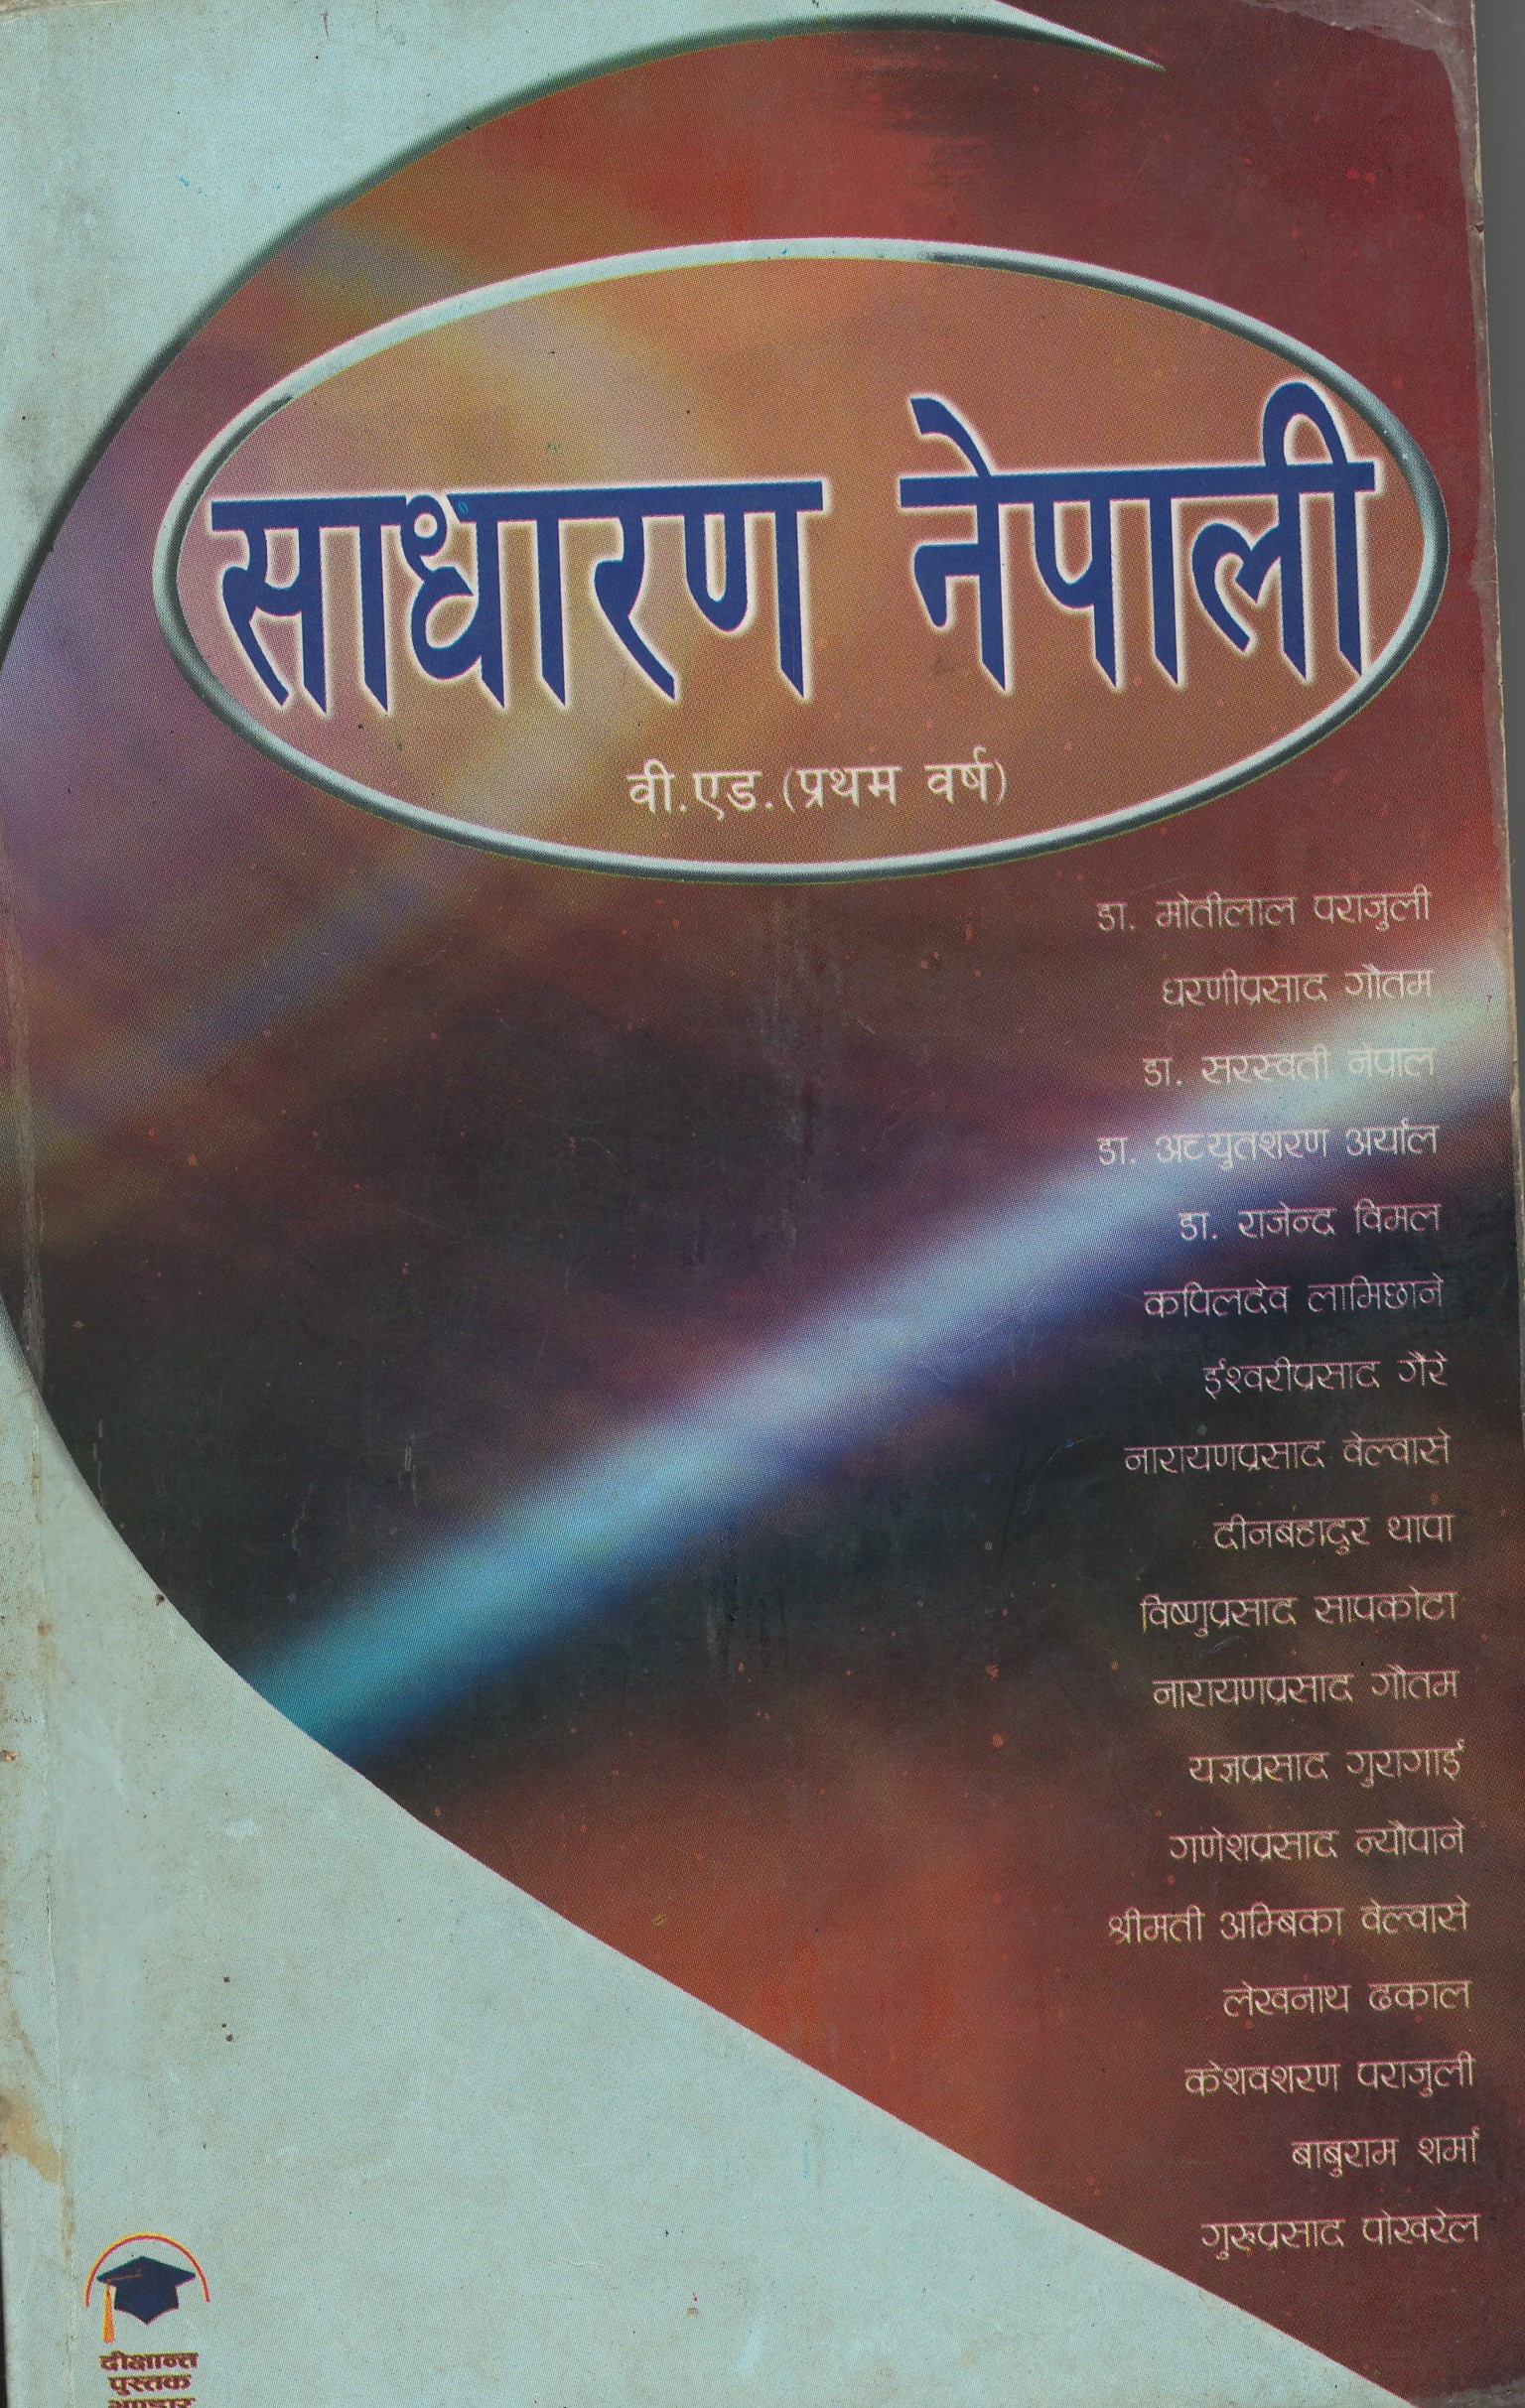 साधारण नेपाली
वी.एड.(प्रथम वर्ष)
डा. मोतीलाल पराजुली
धरणीप्रसाद गौतम
डा. सरस्वती नेपाल
डा. अच्युतशरण अर्याल
डा. राजेन्द्र विमल
कपिलदेव लामिछाने
ईश्वरीप्रसाद गैरे
नारायणप्रसाद वेल्वासे
दीनबहादुर थापा
विष्णुप्रसाद सापकोटा
नारायणप्रसाद गौतम
यज्ञप्रसाद गुरागाईं
गणेशप्रसाद न्यौपाने
श्रीमती अम्बिका वेल्वासे
लेखनाथ ढकाल
केशवशरण पराजुली
बाबुराम शर्मा
गुरुप्रसाद पोखरेल
दीक्षान्त
पुस्तक
भण्डार